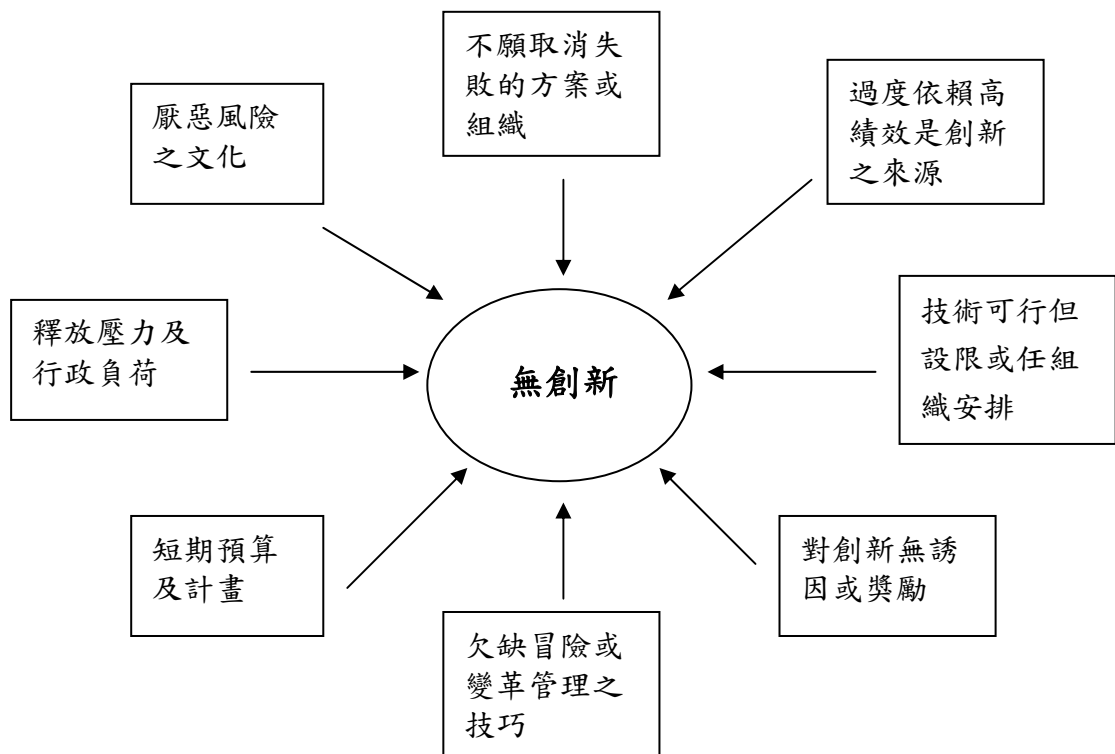 不願取消失
敗的方案或
組織
過度依賴高
績效是創新
之來源
厭惡風險
之文化
技術可行但
設限或任組
織安排
釋放壓力及
行政負荷
無創新
短期預算
及計畫
對創新無誘
因或獎勵
欠缺冒險或
變革管理之
技巧